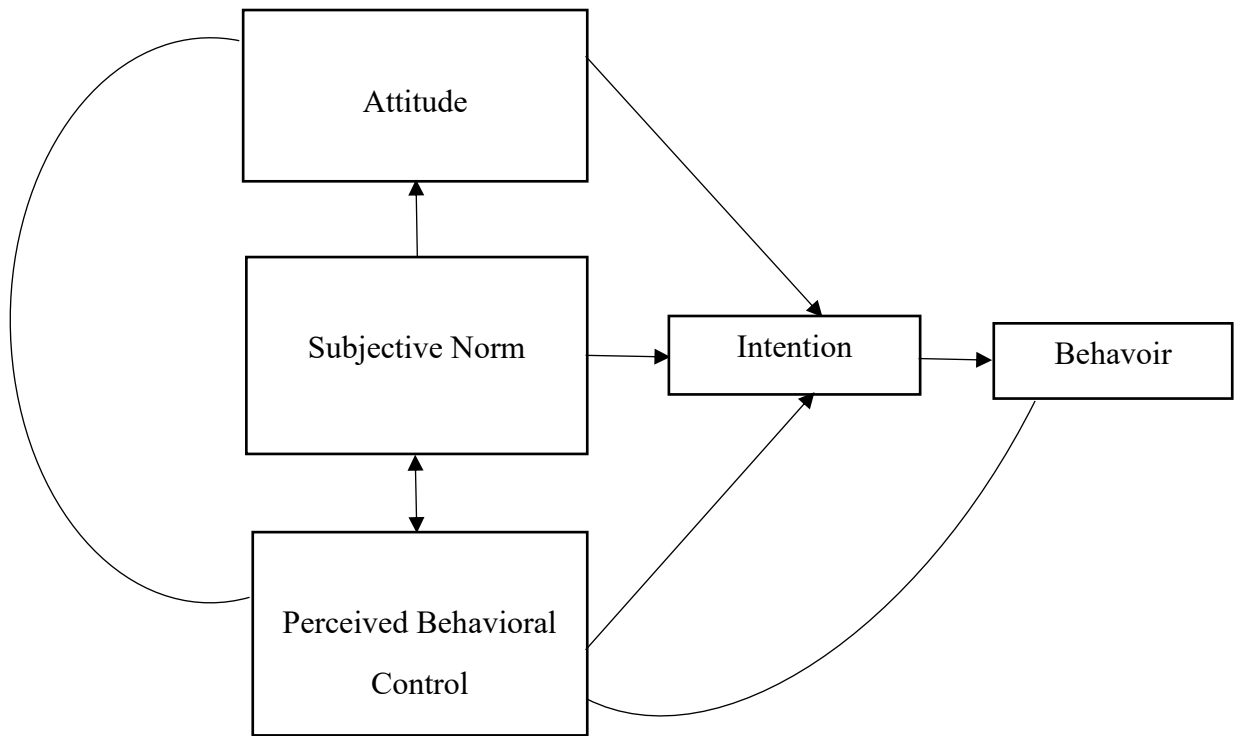 Attitude
Subjective Norm
Intention
Behavoir
Perceived Behavioral
Control